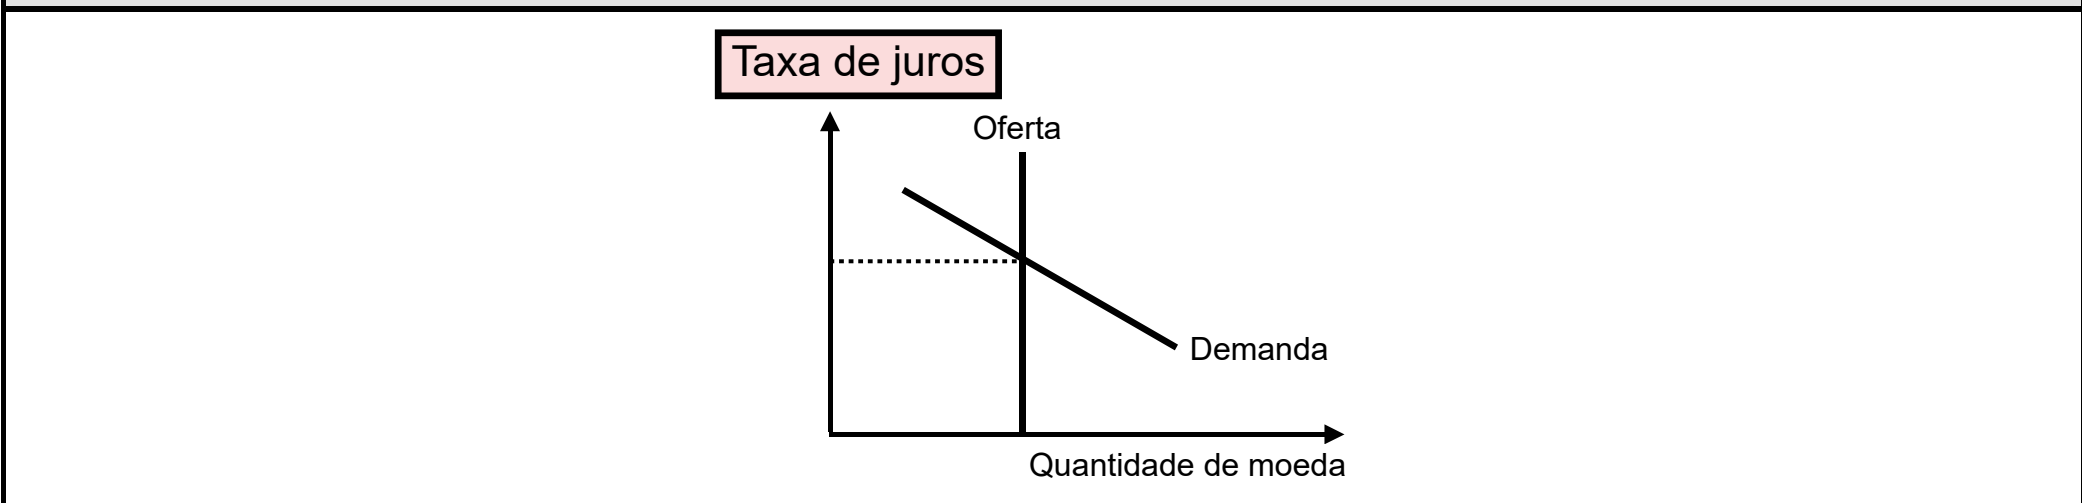 Taxa de juros
Oferta
Demanda
Quantidade de moeda